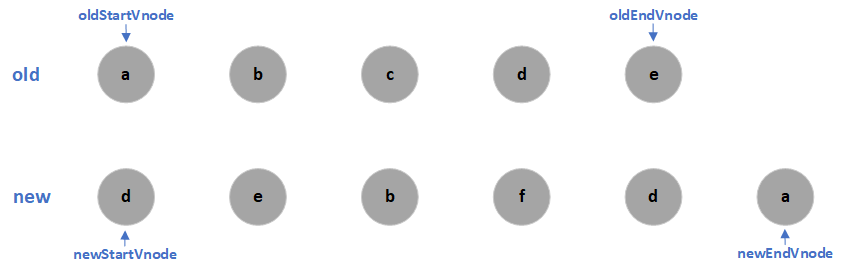 oldStartVnode oldEndVnode
old a b c d e
new d e b f d a
newStartVnode newEndVnode